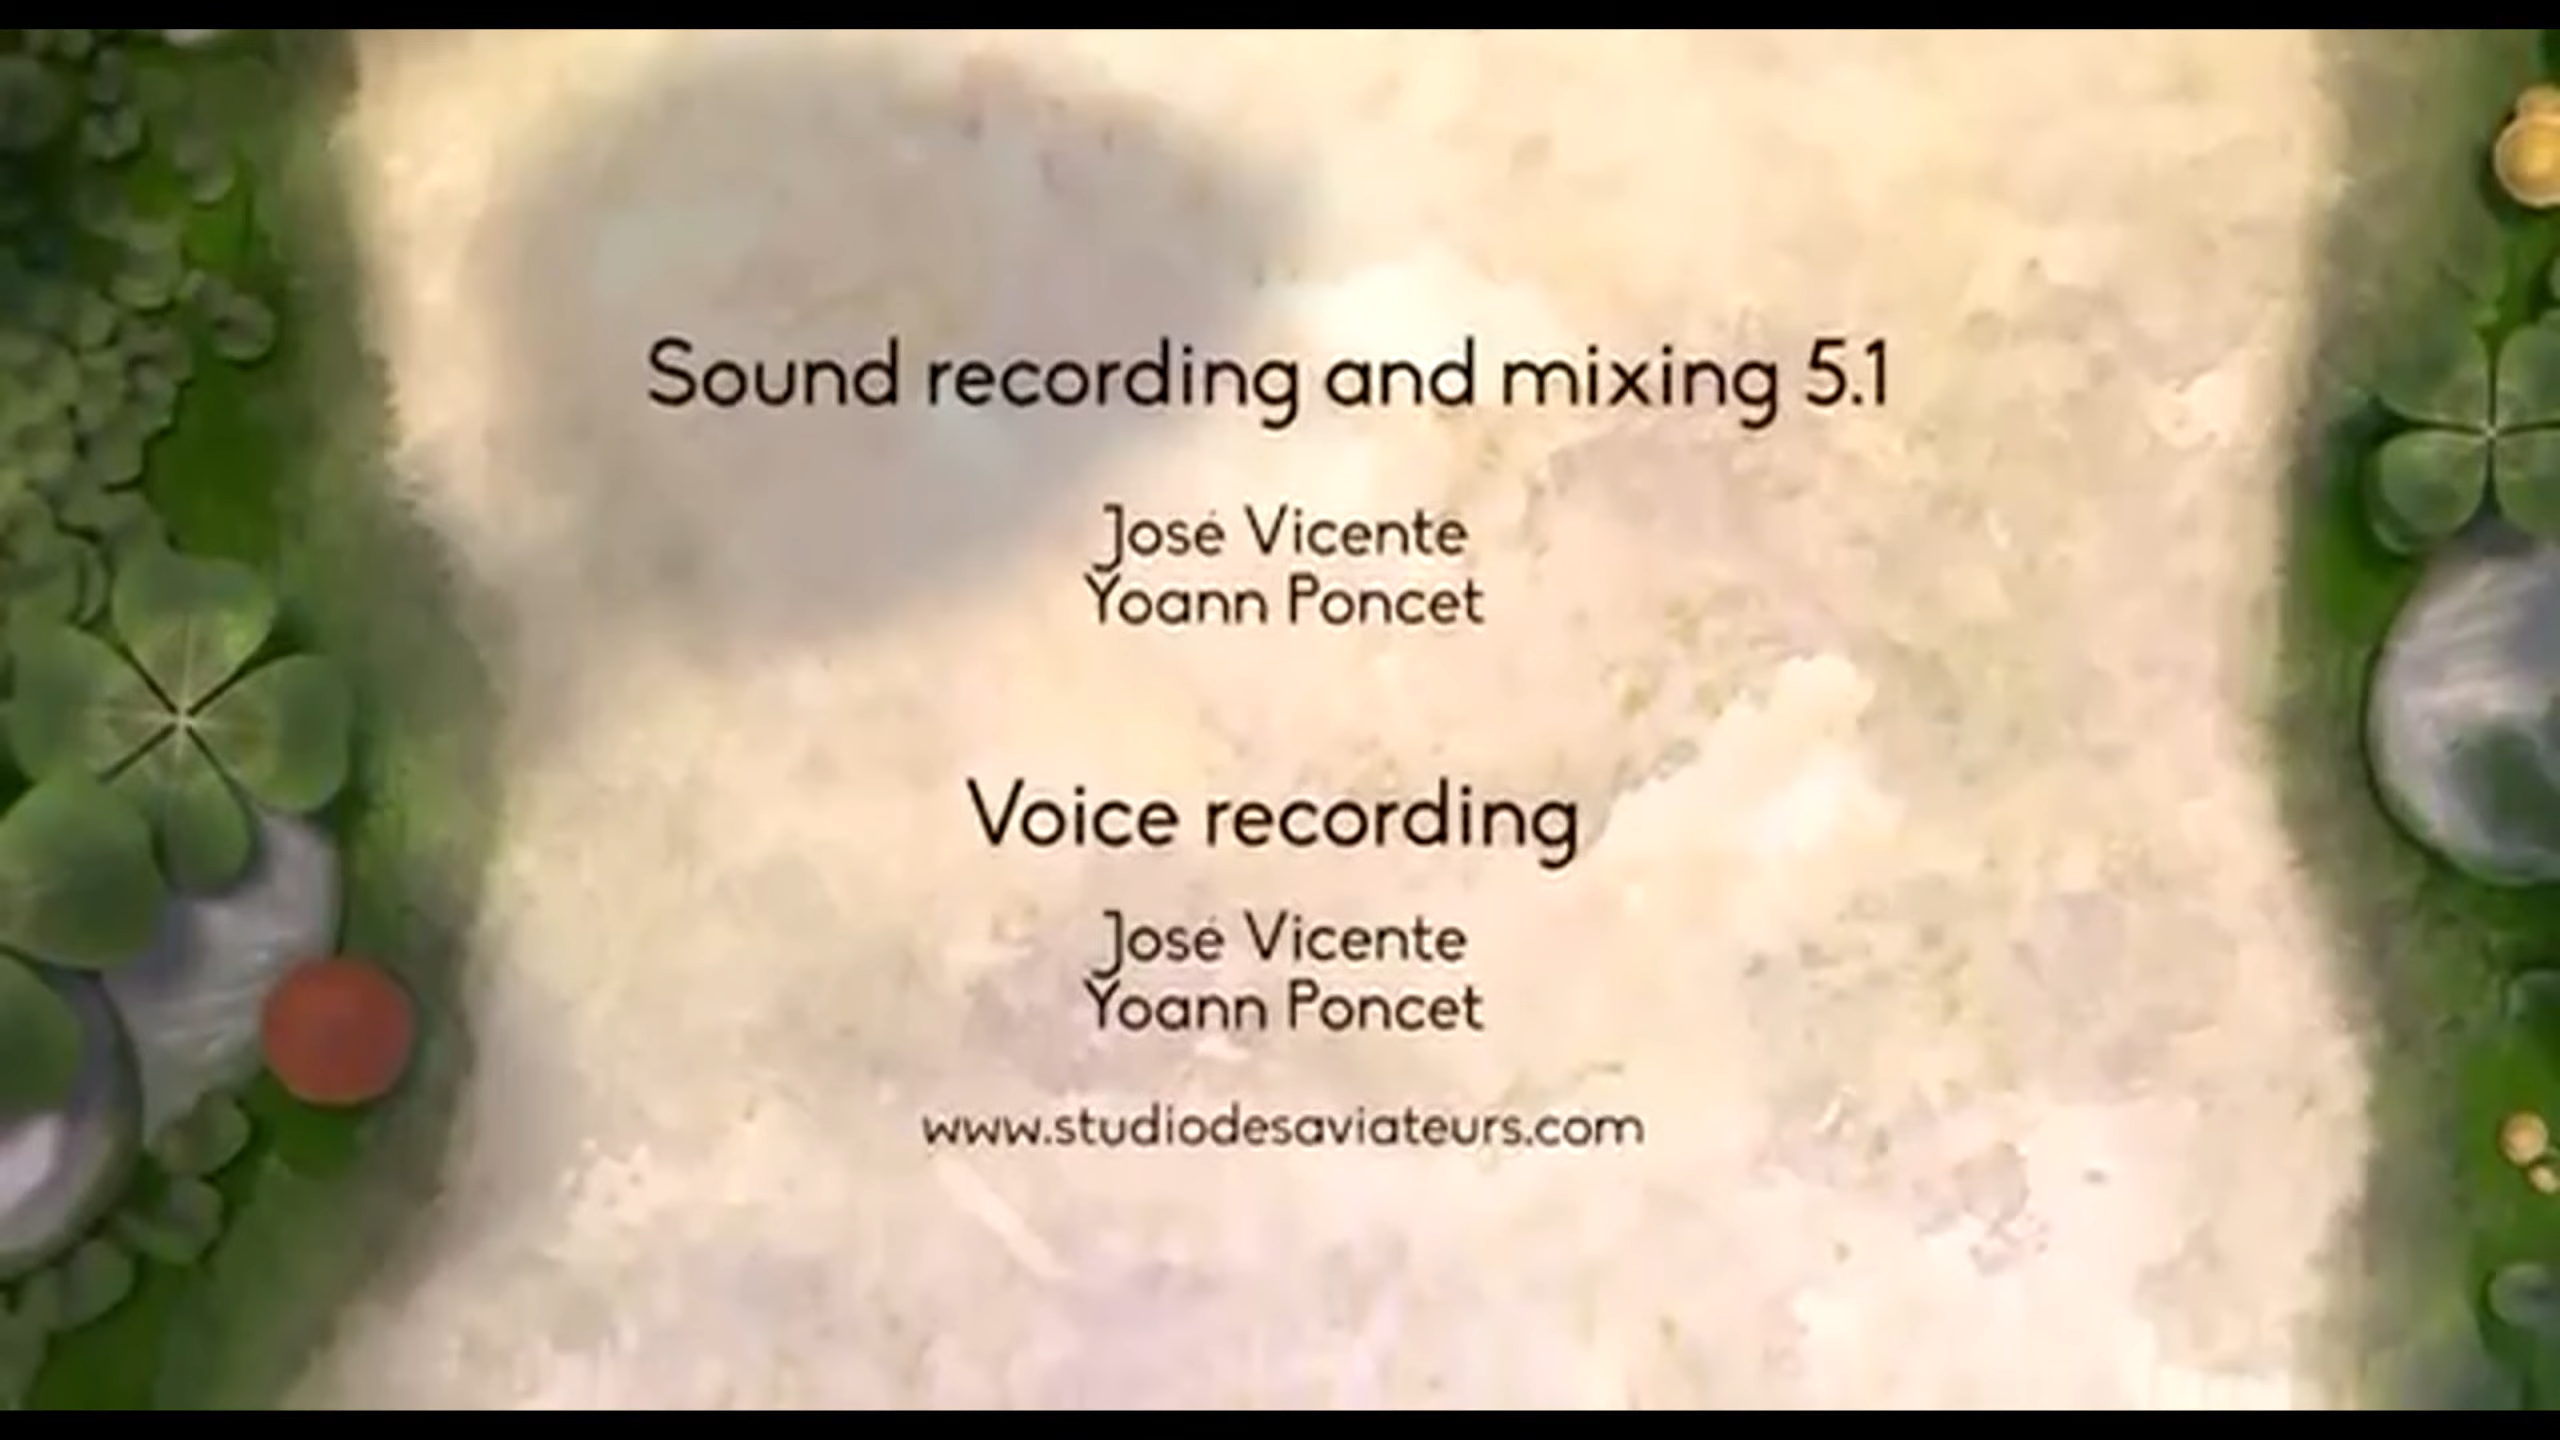 Sound recording and mixing 5.1
José Vicente
Yoann Poncet
Voice recording
José Vicente
Yoann Poncet
www.studiodesaviateurs.com